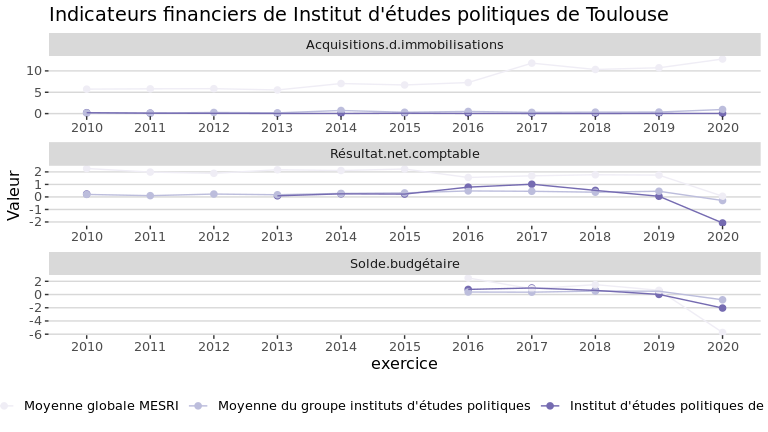 Indicateurs financiers de Institut d'études politiques de Toulouse
Acquisitions.d.immobilisations
10
5
0
2010 2011 2012 2013 2014 2015 2016 2017 2018 2019 2020
Résultat.net.comptable
2
1
0
-1
-2
2010 2011 2012 2013 2014 2015 2016 2017 2018 2019 2020
Valeur
Solde.budgétaire
2
0
-2
-4
-6
2010 2011 2012 2013 2014 2015 2016 2017 2018 2019 2020
exercice
Moyenne globale MESRI Moyenne du groupe instituts d'études politiques Institut d'études politiques de